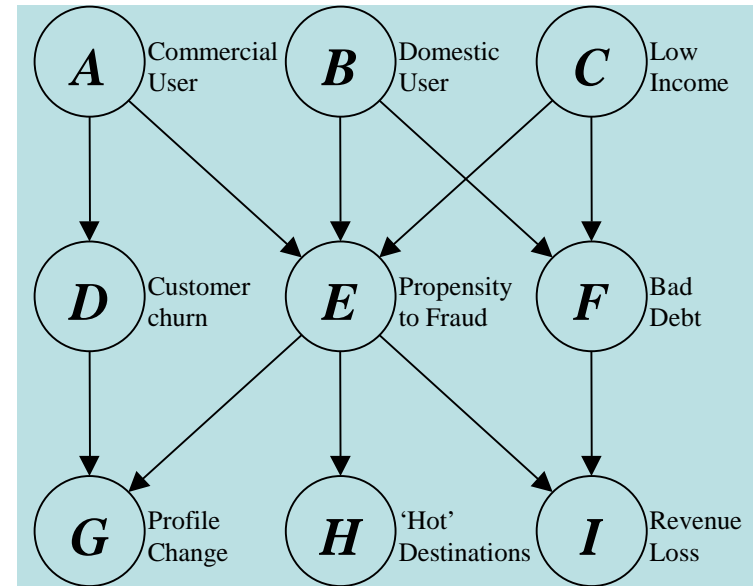 A Commercial User
B Domestic User
C Low Income
D Customer churn
E Propensity to Fraud
F Bad Debt
G Profile Change
H ‘Hot’ Destinations
I Revenue Loss